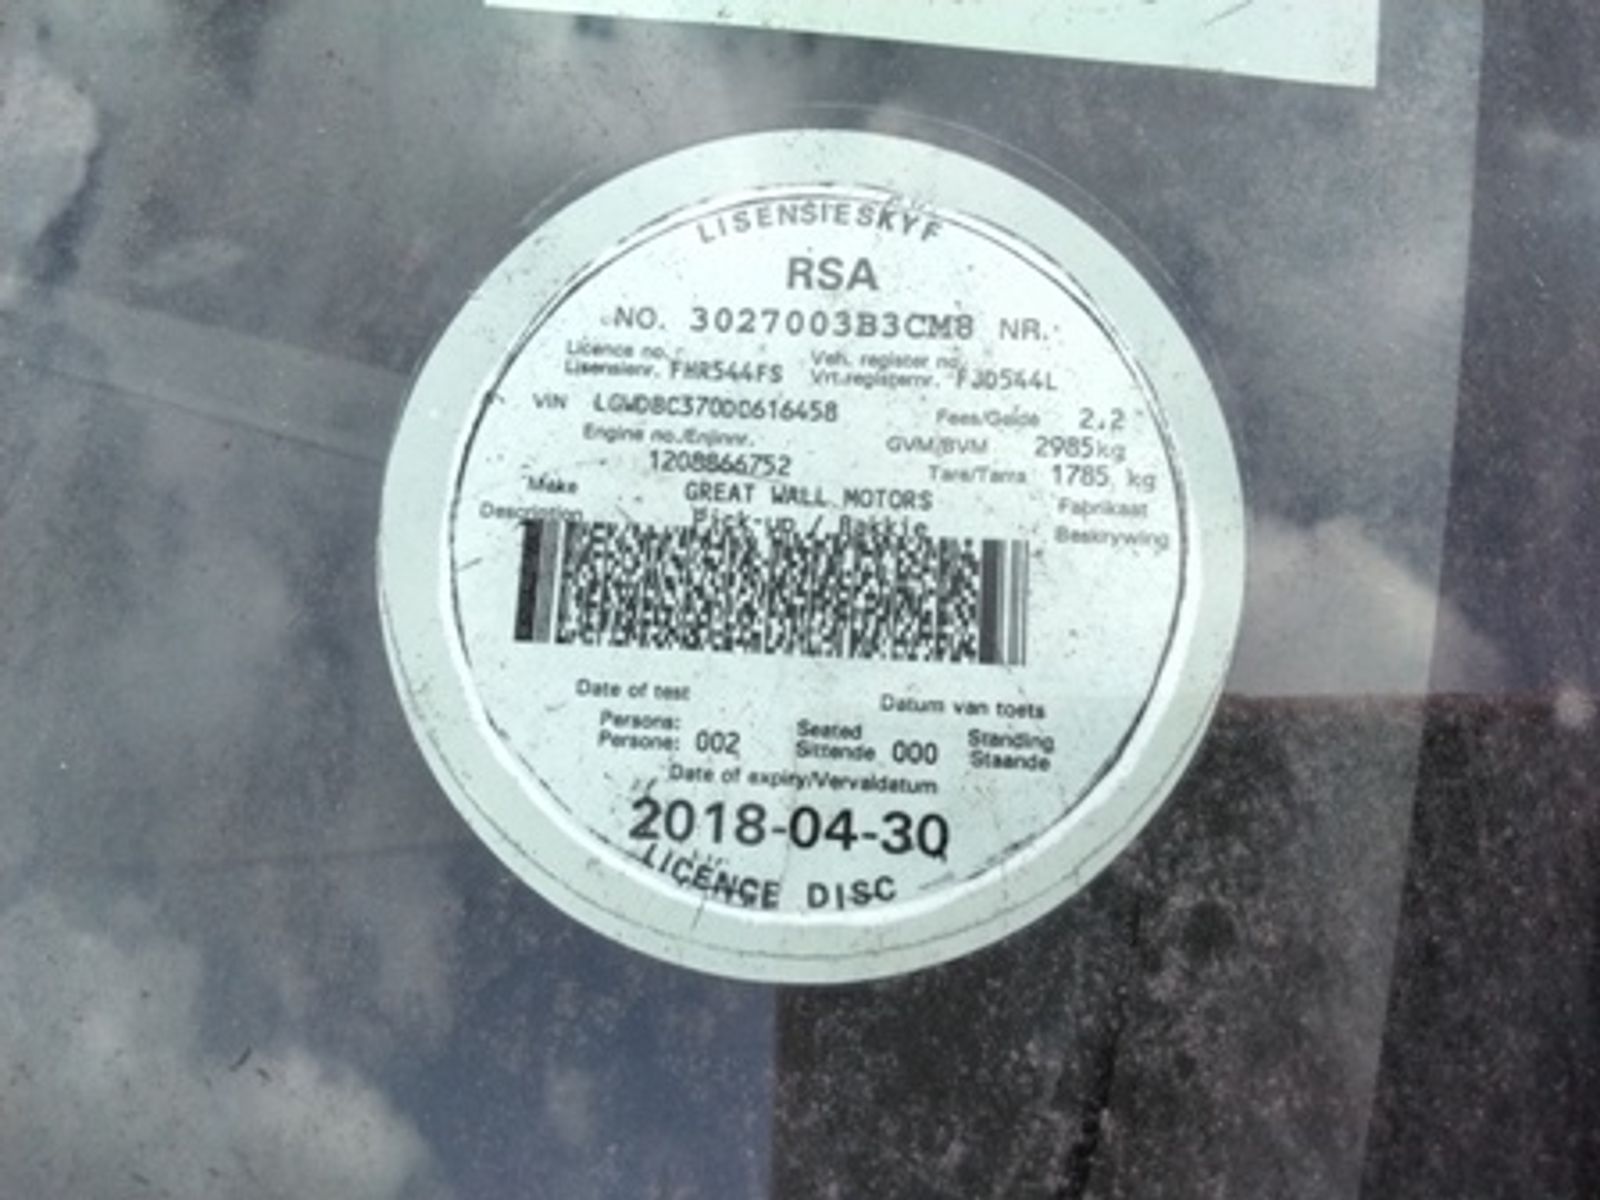 LISENSIESKYF
RSA
NO. 3027003B3CM8 NR.
Licence no. Veh. register no.
Lisensienr. FHR544FS Vrt.registernr. FJD544L
VIN LGWDBC370DD616458 Fees/Gelde 2.2
Engine no./Enjinnr. GVM/BVM 2985kg
1208866752 Tare/Tarra 1785 kg
Make GREAT WALL MOTORS Fabrikaat
Description Pick-up / Bakkie Beskrywing
Date of test Datum van toets
Persons: Seated Standing
Persone: 002 Sittende 000 Staande
Date of expiry/Vervaldatum
2018-04-30
LICENCE DISC